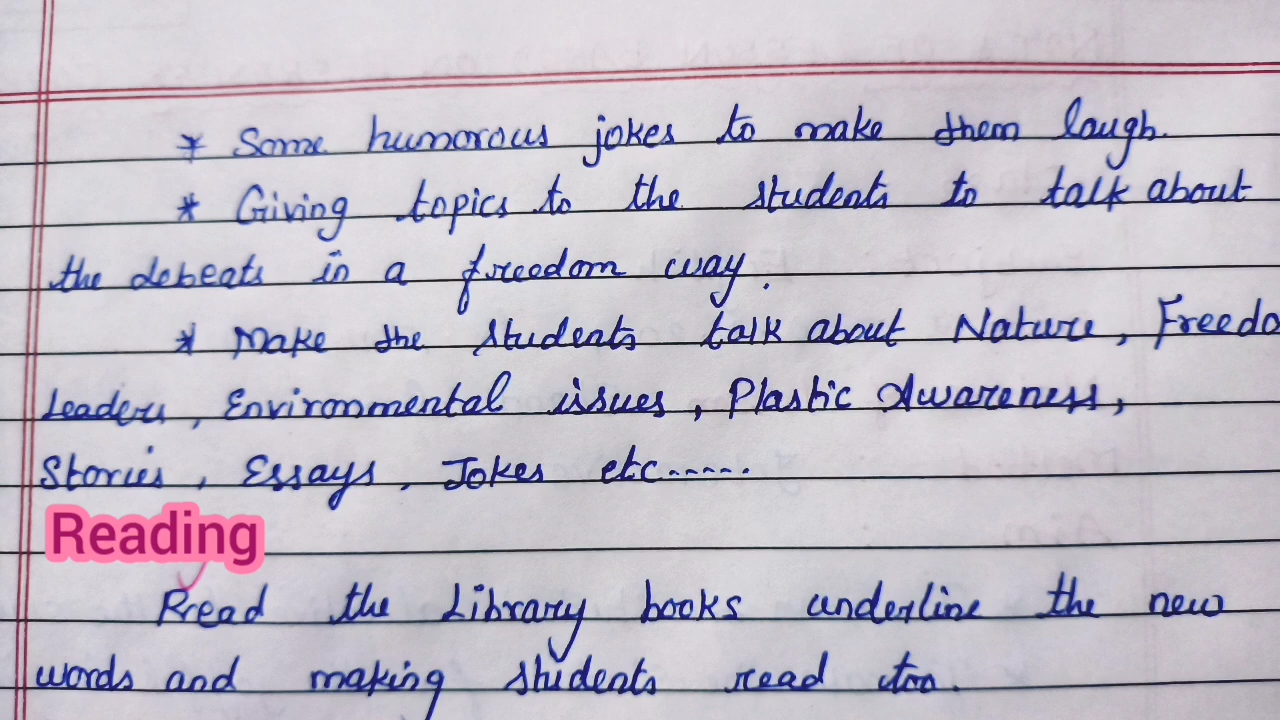 * Some humorous jokes to make them laugh.
* Giving topics to the students to talk about
the debeats in a freedom way.
* Make the students talk about Nature, Freedo
Leaders, Environmental issues, Plastic Awareness,
Stories, Essays, Jokes etc.....
Reading
Read the Library books underline the new
words and making students read too.